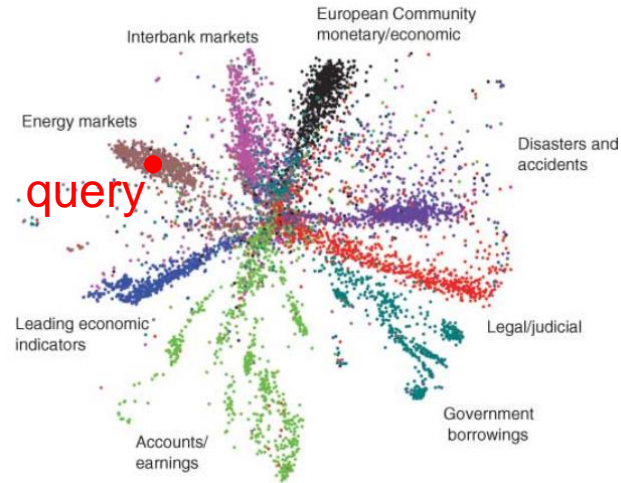 European Community
monetary/economic
Interbank markets
Energy markets
Disasters and
accidents
query
Leading economic
indicators
Legal/judicial
Government
borrowings
Accounts/
earnings